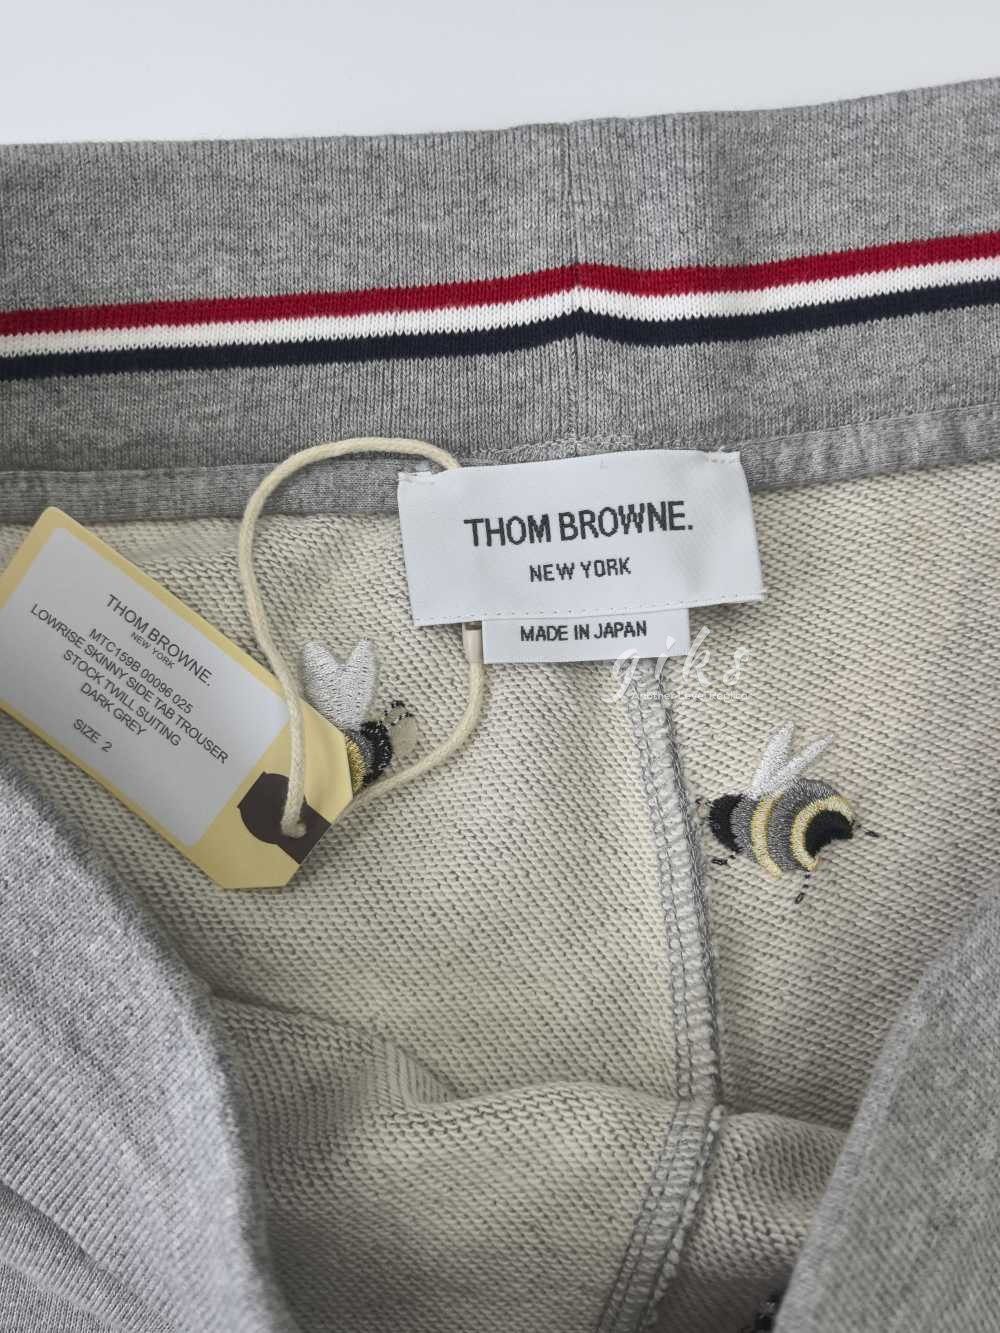 THOM BROWNE.
NEW YORK
MADE IN JAPAN
giks
THOM BROWNE.
NEW YORK
MTC159B 00096 025
LOWRISE SKINNY SIDE TAB TROUSER
STOCK TWILL SUITING
DARK GREY
SIZE 2